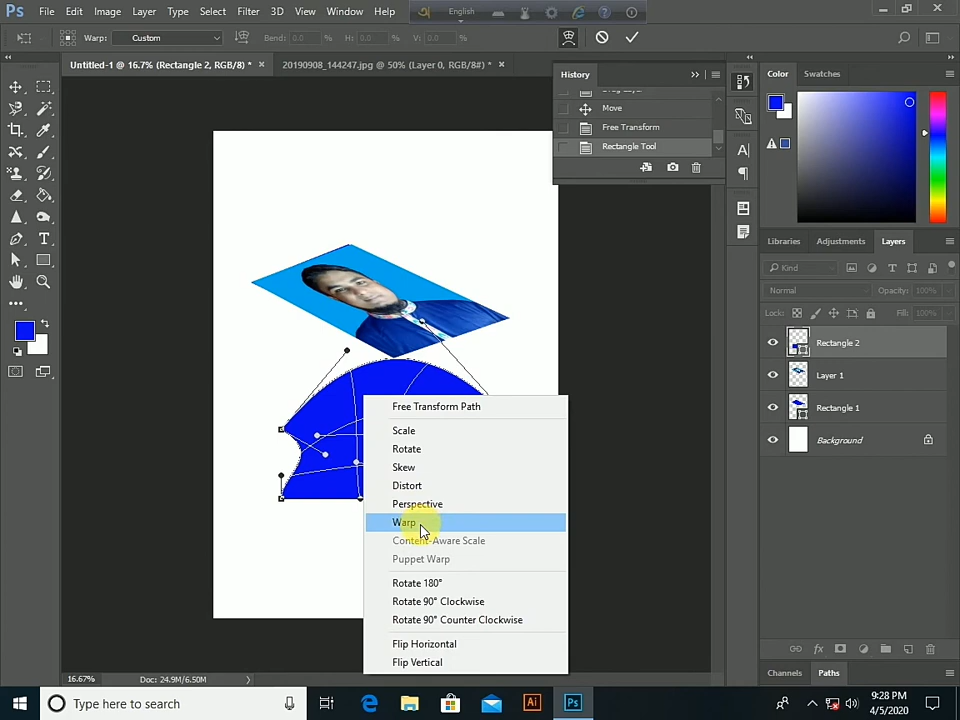 Ps File Edit Image Layer Type Select Filter 3D View Window Help English
Warp: Custom Bend: 0.0 % H: 0.0 % V: 0.0 %
Untitled-1 @ 16.7% (Rectangle 2, RGB/8) * × 20190908_144247.jpg @ 50% (Layer 0, RGB/8#) * ×
History
Move
Free Transform
Rectangle Tool
Color Swatches
Libraries Adjustments Layers
Kind
Normal Opacity: 100%
Lock: Fill: 100%
Rectangle 2
Layer 1
Rectangle 1
Background
Free Transform Path
Scale
Rotate
Skew
Distort
Perspective
Warp
Content-Aware Scale
Puppet Warp
Rotate 180°
Rotate 90° Clockwise
Rotate 90° Counter Clockwise
Flip Horizontal
Flip Vertical
Channels Paths
16.67% Doc: 24.9M/6.50M
Type here to search
Ai Ps
9:28 PM
4/5/2020